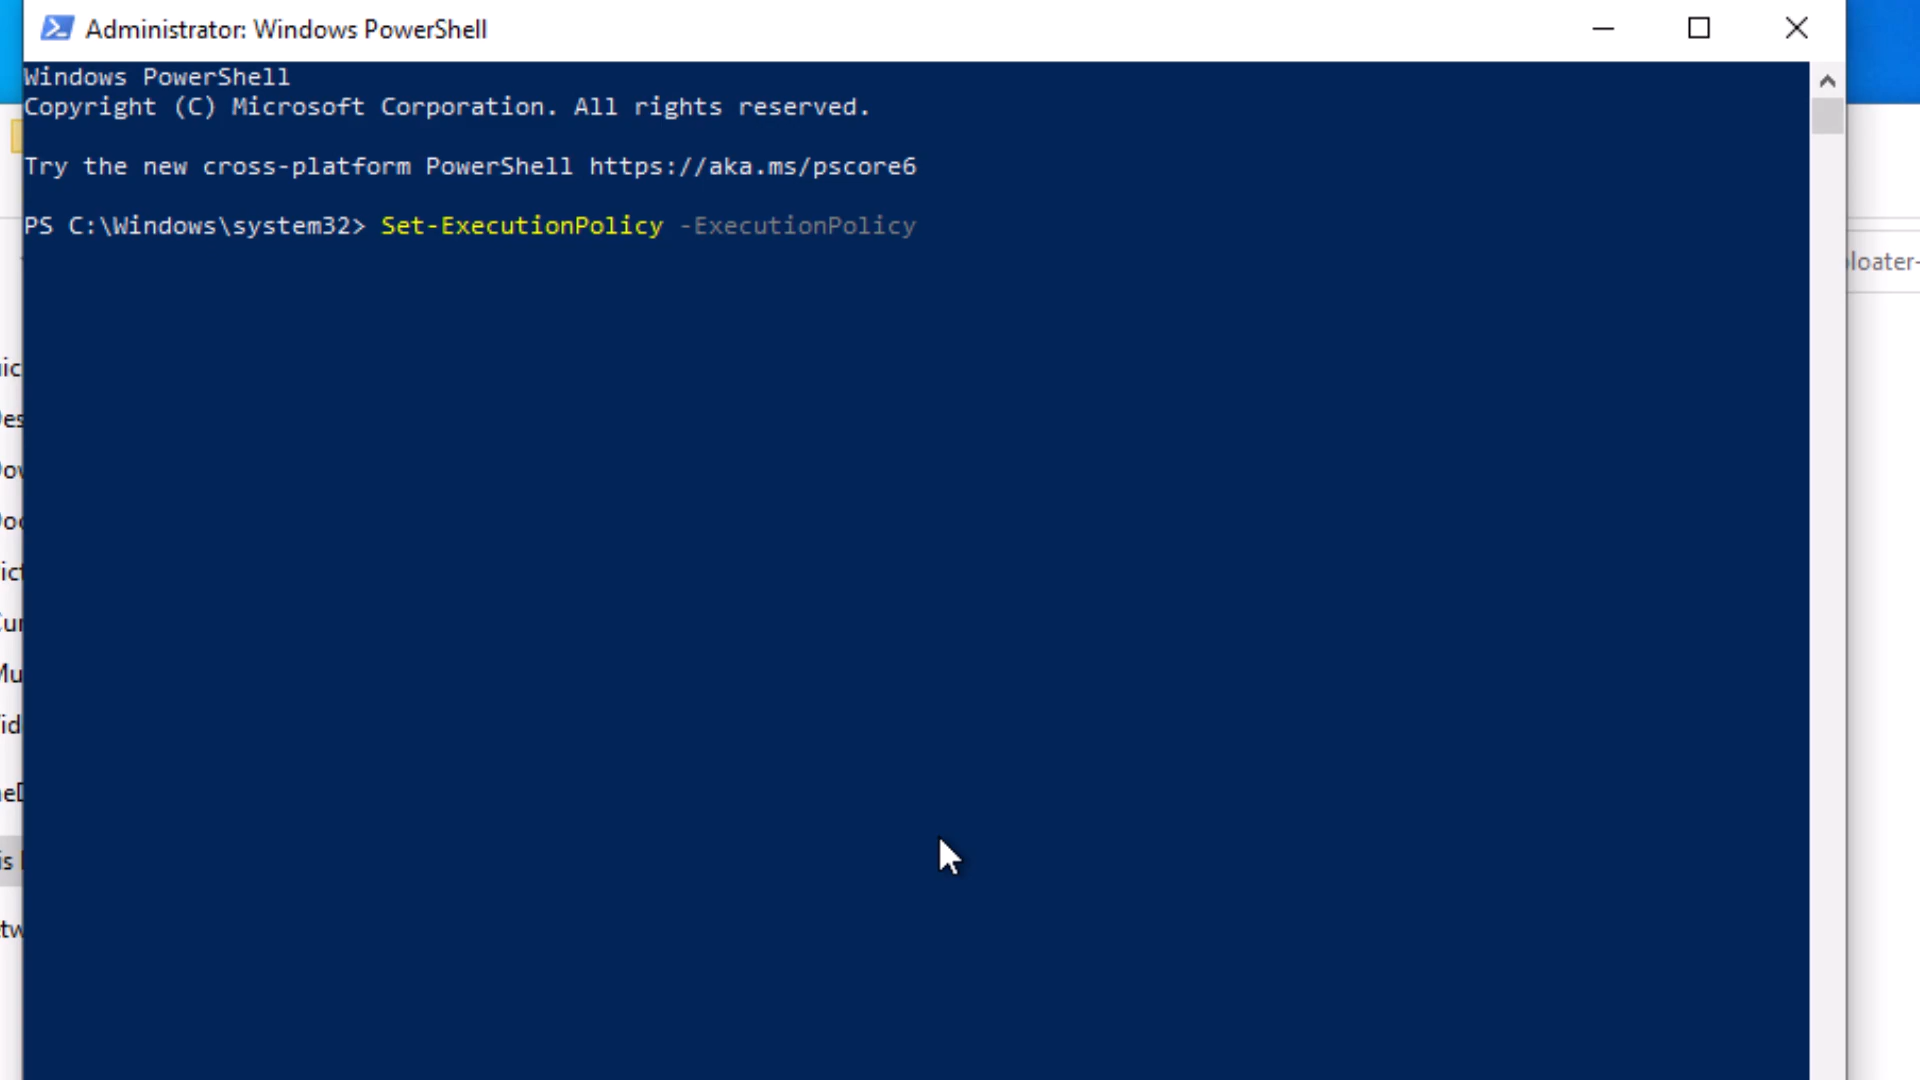 Administrator: Windows PowerShell
Windows PowerShell
Copyright (C) Microsoft Corporation. All rights reserved.
Try the new cross-platform PowerShell https://aka.ms/pscore6
PS C:\Windows\system32> Set-ExecutionPolicy -ExecutionPolicy